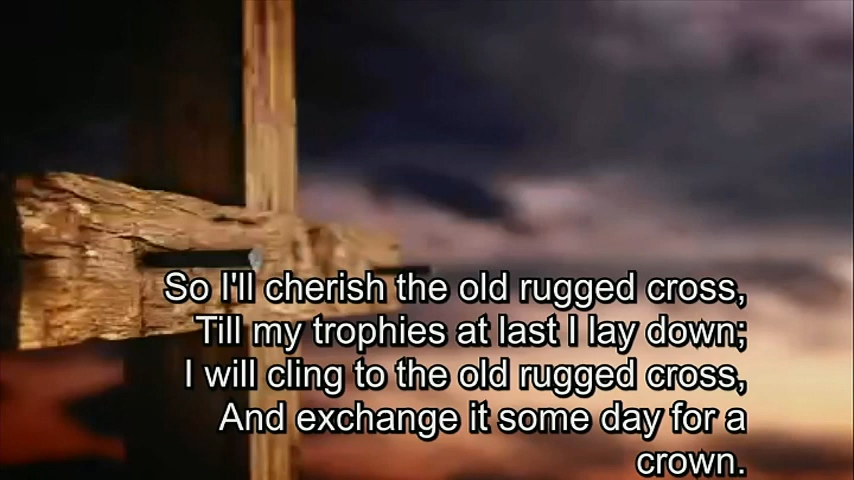 So I'll cherish the old rugged cross,
Till my trophies at last I lay down;
I will cling to the old rugged cross,
And exchange it some day for a
crown.